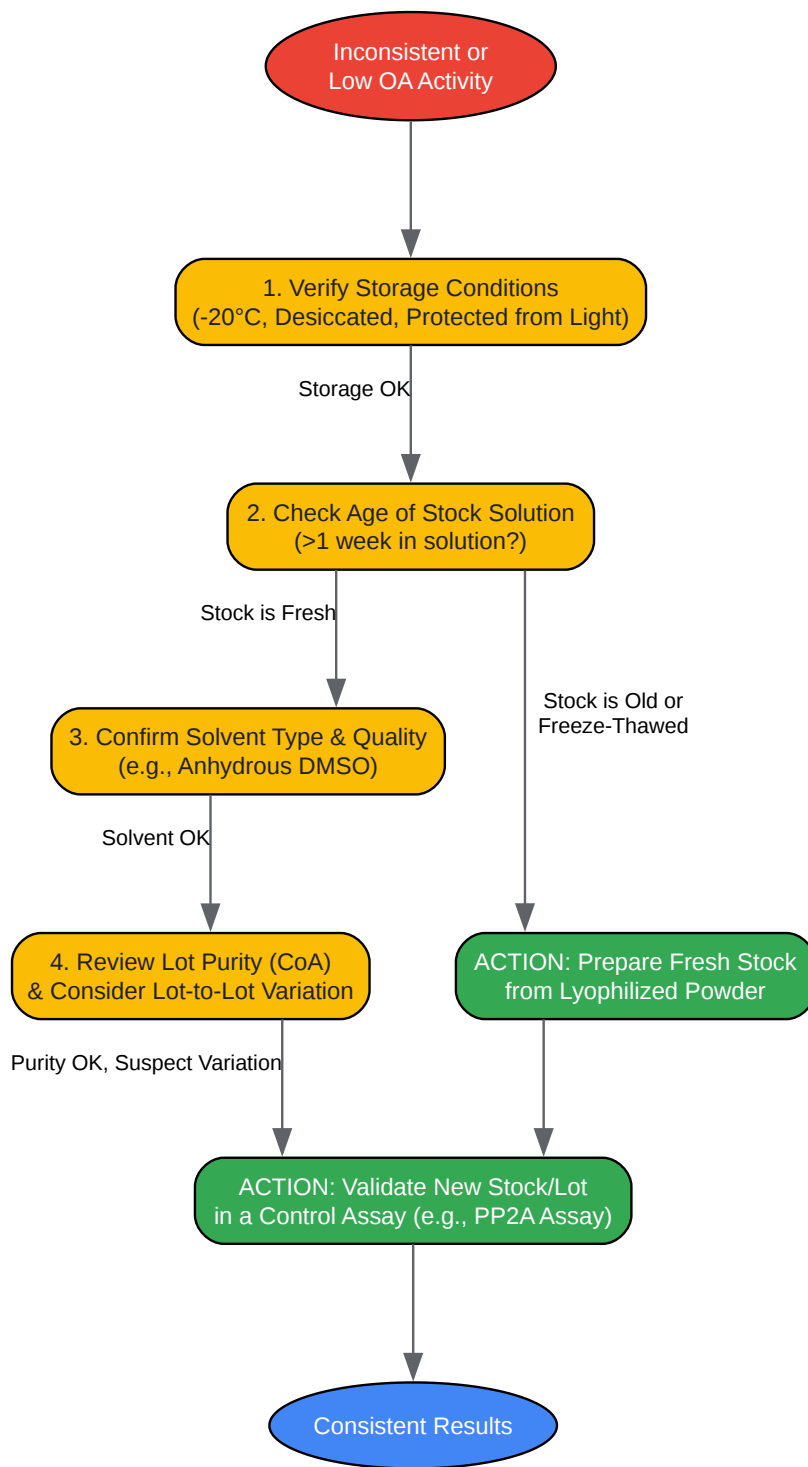 Inconsistent or
Low OA Activity
1. Verify Storage Conditions
(-20°C, Desiccated, Protected from Light)
Storage OK
2. Check Age of Stock Solution
(>1 week in solution?)
Stock is Fresh
Stock is Old or
Freeze-Thawed
3. Confirm Solvent Type & Quality
(e.g., Anhydrous DMSO)
Solvent OK
4. Review Lot Purity (CoA)
& Consider Lot-to-Lot Variation
ACTION: Prepare Fresh Stock
from Lyophilized Powder
Purity OK, Suspect Variation
ACTION: Validate New Stock/Lot
in a Control Assay (e.g., PP2A Assay)
Consistent Results